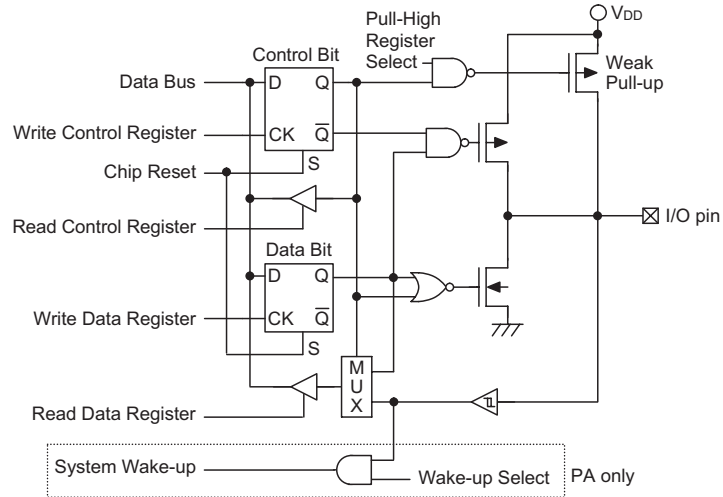 Pull-High
Register
Select
VDD
Control Bit
Weak
Pull-up
Data Bus
D
Q
Write Control Register
CK
Q
Chip Reset
S
I/O pin
Read Control Register
Data Bit
D
Q
Write Data Register
CK
Q
S
M
U
X
Read Data Register
System Wake-up
Wake-up Select
PA only